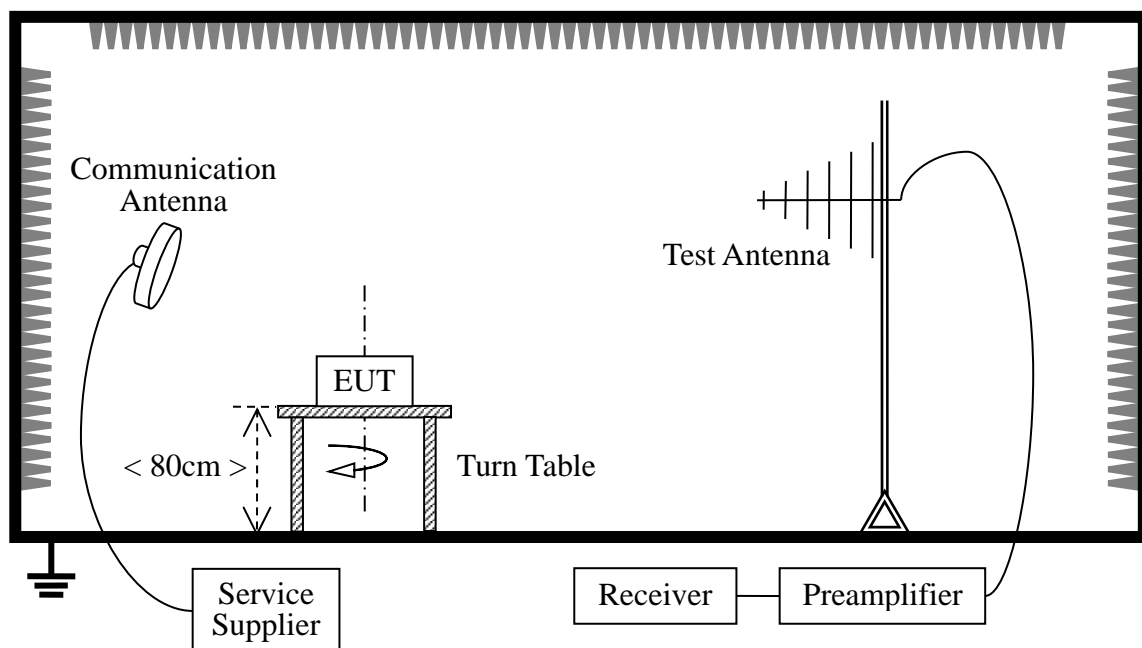 Communication
Antenna
Test Antenna
EUT
< 80cm >
Turn Table
Service
Supplier
Receiver
Preamplifier